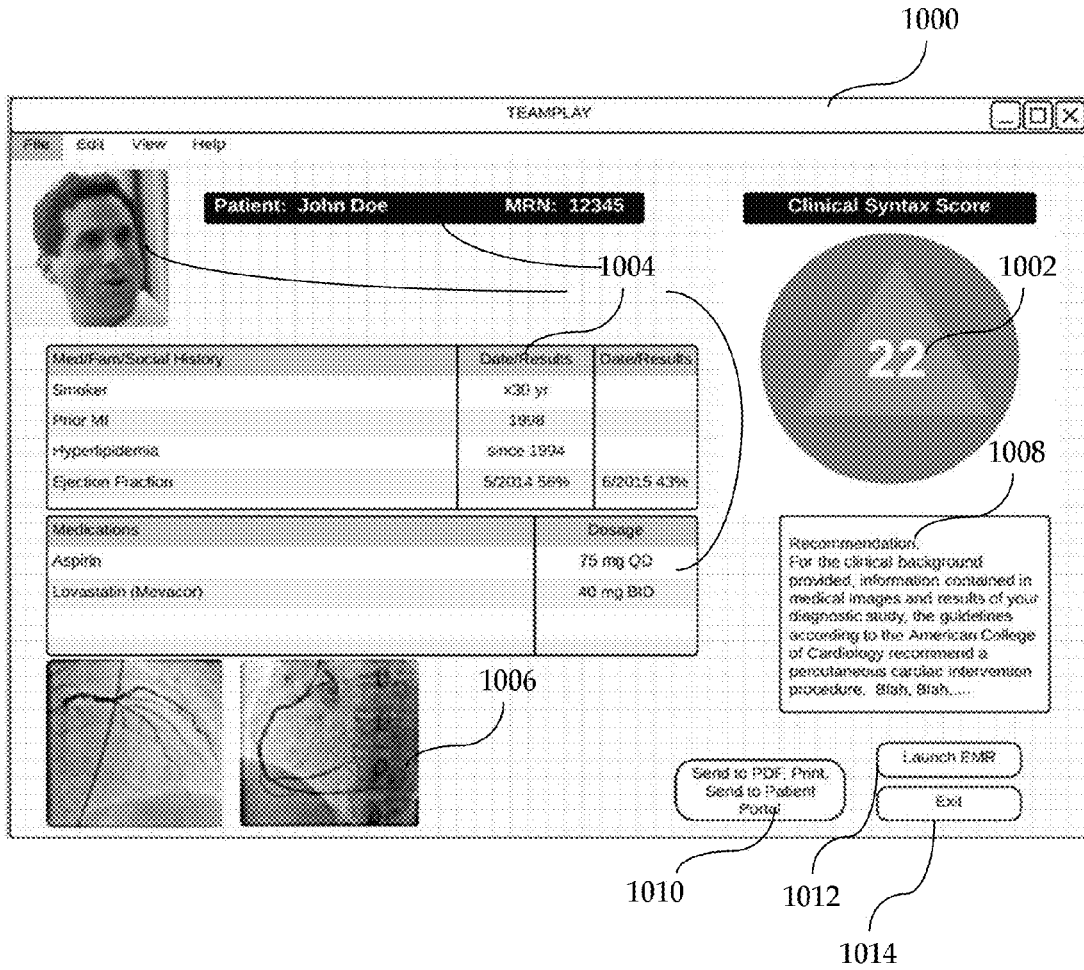 1000
TEAMPLAY
File Edit View Help
Patient: John Doe MRN: 12345
Clinical Syntax Score
1004
1002
22
Med/Fam/Social History Date/Results Date/Results
Smoker x30 yr
Prior MI 1998
Hyperlipidemia since 1994
Ejection Fraction 5/2014 56% 6/2015 43%
1008
Medications Dosage
Aspirin 75 mg QD
Lovastatin (Movacor) 40 mg BID
Recommendation.
For the clinical background
provided, information contained in
medical images and results of your
diagnostic study, the guidelines
according to the American College
of Cardiology recommend a
percutaneous cardiac intervention
procedure. Blah, Blah.....
1006
Send to PDF, Print,
Send to Patient
Portal
Launch EMR
Exit
1010
1012
1014